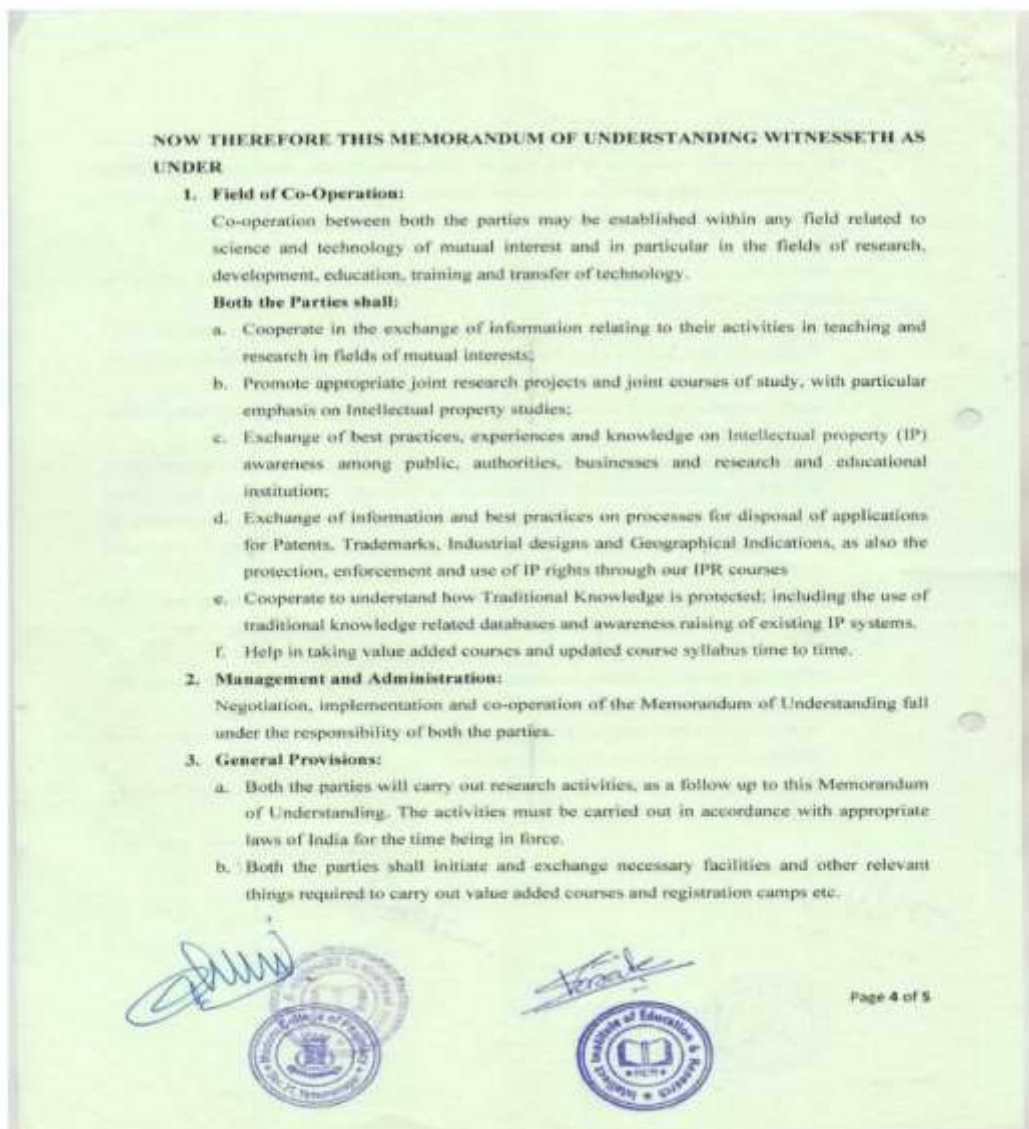 NOW THEREFORE THIS MEMORANDUM OF UNDERSTANDING WITNESSETH AS
UNDER
1. Field of Co-Operation:
Co-operation between both the parties may be established within any field related to
science and technology of mutual interest and in particular in the fields of research,
development, education, training and transfer of technology.
Both the Parties shall:
a. Cooperate in the exchange of information relating to their activities in teaching and
research in fields of mutual interests;
b. Promote appropriate joint research projects and joint courses of study, with particular
emphasis on Intellectual property studies;
c. Exchange of best practices, experiences and knowledge on Intellectual property (IP)
awareness among public, authorities, businesses and research and educational
institution;
d. Exchange of information and best practices on processes for disposal of applications
for Patents, Trademarks, Industrial designs and Geographical Indications, as also the
protection, enforcement and use of IP rights through our IPR courses
e. Cooperate to understand how Traditional Knowledge is protected; including the use of
traditional knowledge related databases and awareness raising of existing IP systems.
f. Help in taking value added courses and updated course syllabus time to time.
2. Management and Administration:
Negotiation, implementation and co-operation of the Memorandum of Understanding fall
under the responsibility of both the parties.
3. General Provisions:
a. Both the parties will carry out research activities, as a follow up to this Memorandum
of Understanding. The activities must be carried out in accordance with appropriate
laws of India for the time being in force.
b. Both the parties shall initiate and exchange necessary facilities and other relevant
things required to carry out value added courses and registration camps etc.
Page 4 of 5
College of Pharmacy
Intellect Institute of Education & Research